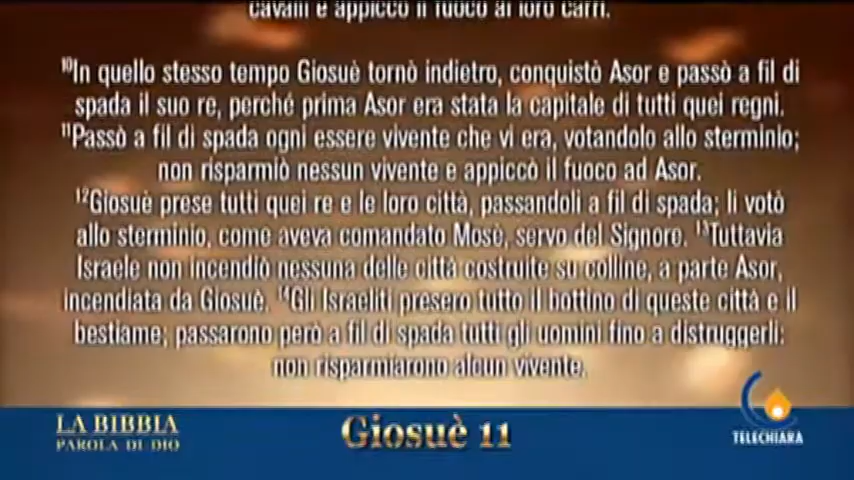 cavalli e appiccò il fuoco ai loro carri.
¹⁰In quello stesso tempo Giosuè tornò indietro, conquistò Asor e passò a fil di
spada il suo re, perché prima Asor era stata la capitale di tutti quei regni.
¹¹Passò a fil di spada ogni essere vivente che vi era, votandolo allo sterminio;
non risparmiò nessun vivente e appiccò il fuoco ad Asor.
¹²Giosuè prese tutti quei re e le loro città, passandoli a fil di spada; li votò
allo sterminio, come aveva comandato Mosè, servo del Signore. ¹³Tuttavia
Israele non incendiò nessuna delle città costruite su colline, a parte Asor,
incendiata da Giosuè. ¹⁴Gli Israeliti presero tutto il bottino di queste città e il
bestiame; passarono però a fil di spada tutti gli uomini fino a distruggerli:
non risparmiarono alcun vivente.
LA BIBBIA
PAROLA DI DIO
Giosuè 11
TELECHIARA